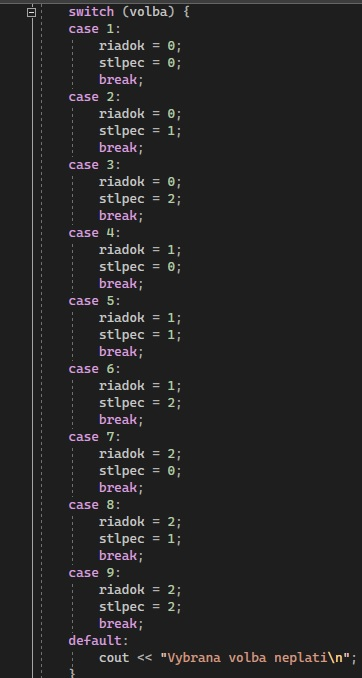 switch (volba) {
case 1:
riadok = 0;
stlpec = 0;
break;
case 2:
riadok = 0;
stlpec = 1;
break;
case 3:
riadok = 0;
stlpec = 2;
break;
case 4:
riadok = 1;
stlpec = 0;
break;
case 5:
riadok = 1;
stlpec = 1;
break;
case 6:
riadok = 1;
stlpec = 2;
break;
case 7:
riadok = 2;
stlpec = 0;
break;
case 8:
riadok = 2;
stlpec = 1;
break;
case 9:
riadok = 2;
stlpec = 2;
break;
default:
cout << "Vybrana volba neplati\n";
}